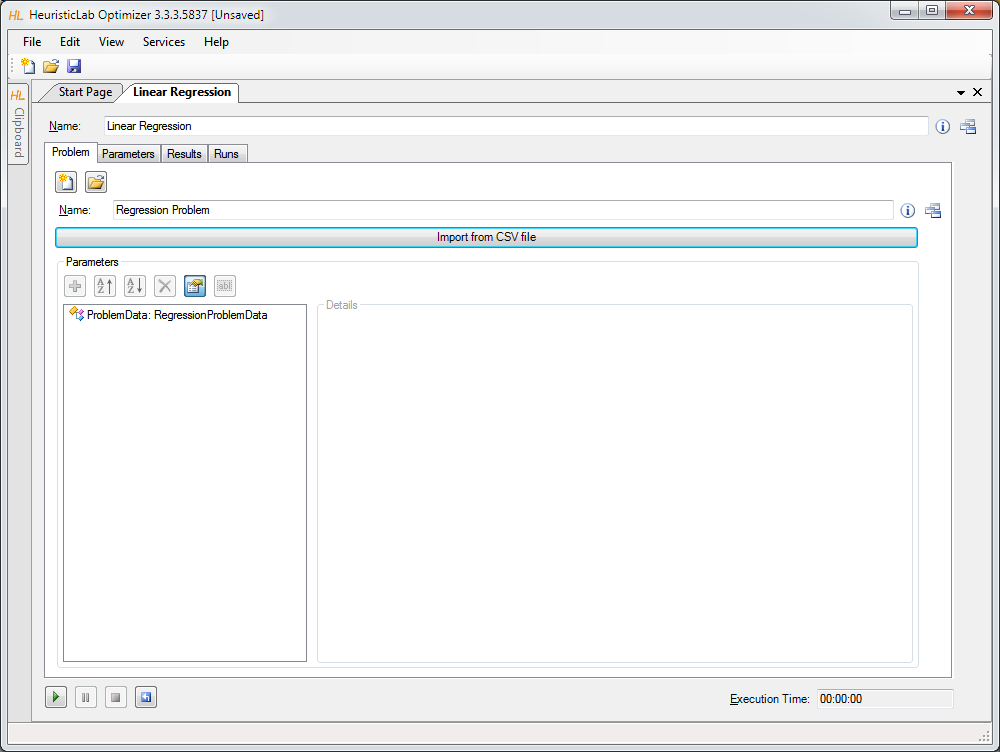 HL HeuristicLab Optimizer 3.3.3.5837 [Unsaved]
File Edit View Services Help
HL Clipboard
Start Page Linear Regression
Name: Linear Regression
Problem Parameters Results Runs
Name: Regression Problem
Import from CSV file
Parameters
A Z A Z ab|
ProblemData: RegressionProblemData
Details
Execution Time: 00:00:00